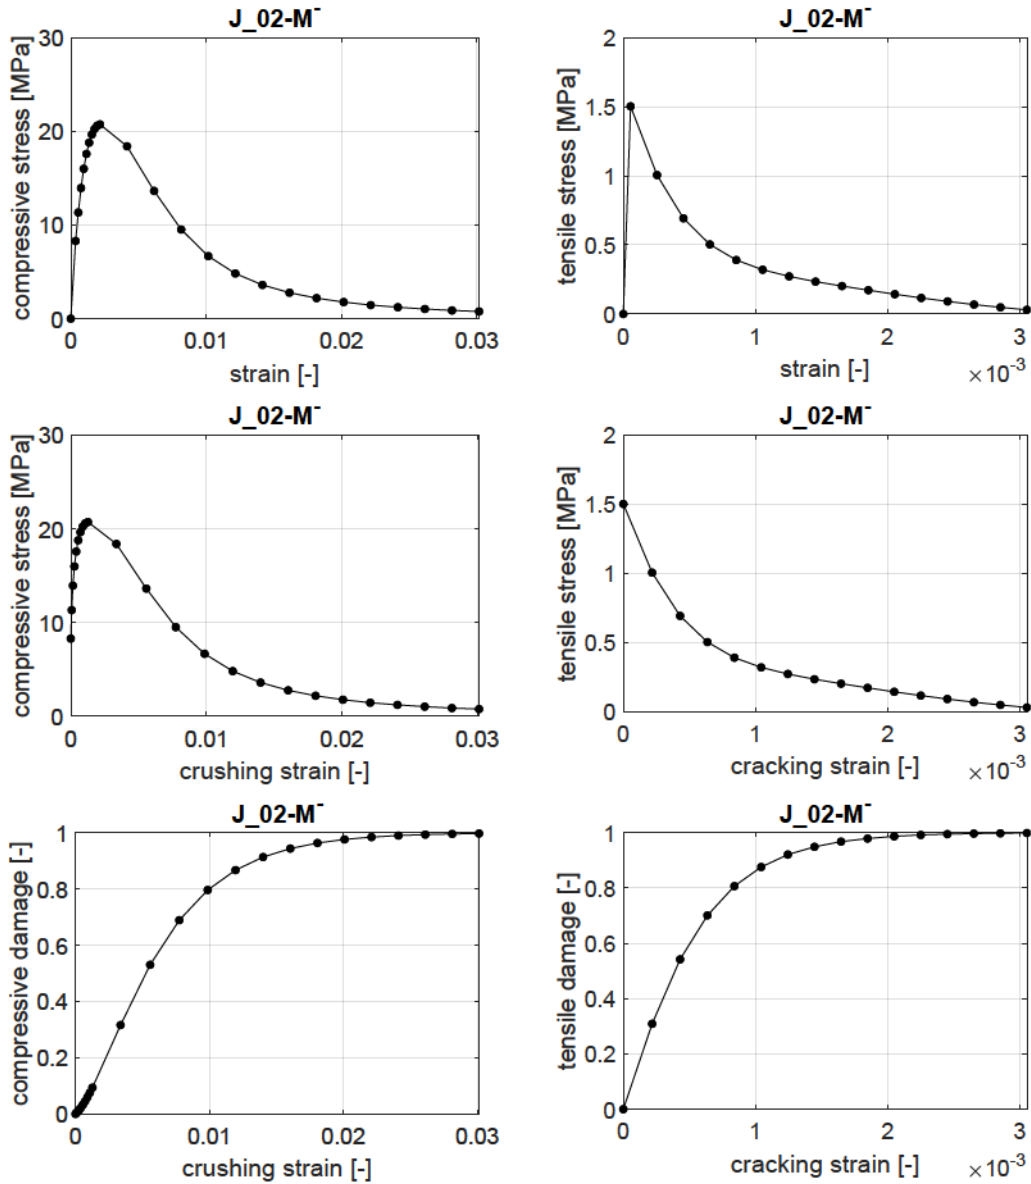 J_02-M⁻
compressive stress [MPa]
30
20
10
0
0 0.01 0.02 0.03
strain [-]
J_02-M⁻
tensile stress [MPa]
2
1.5
1
0.5
0
0 1 2 3
strain [-] ×10⁻³
J_02-M⁻
compressive stress [MPa]
30
20
10
0
0 0.01 0.02 0.03
crushing strain [-]
J_02-M⁻
tensile stress [MPa]
2
1.5
1
0.5
0
0 1 2 3
cracking strain [-] ×10⁻³
J_02-M⁻
compressive damage [-]
1
0.8
0.6
0.4
0.2
0
0 0.01 0.02 0.03
crushing strain [-]
J_02-M⁻
tensile damage [-]
1
0.8
0.6
0.4
0.2
0
0 1 2 3
cracking strain [-] ×10⁻³